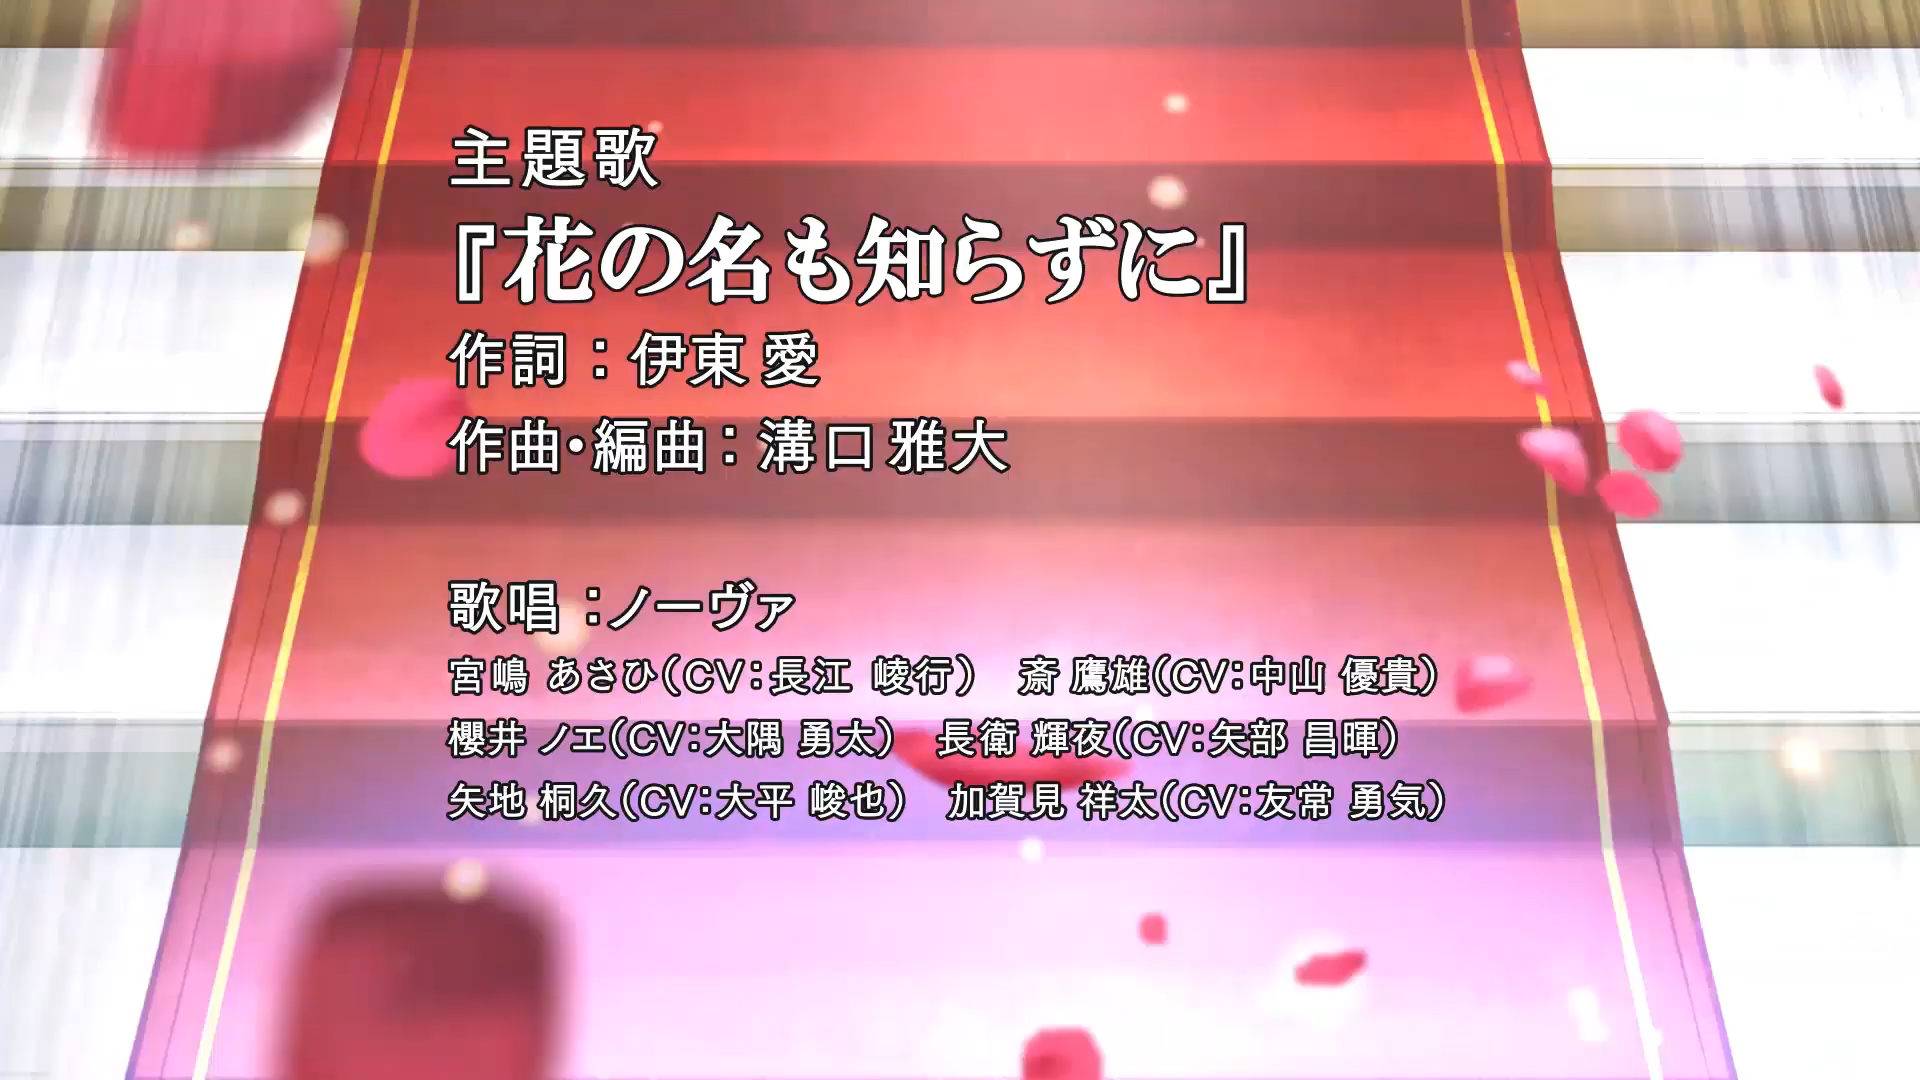 主題歌
『花の名も知らずに』
作詞：伊東 愛
作曲・編曲：溝口 雅大
歌唱：ノーヴァ
宮嶋 あさひ（CV：長江 崚行）　斎 鷹雄（CV：中山 優貴）
櫻井 ノエ（CV：大隅 勇太）　長衛 輝夜（CV：矢部 昌暉）
矢地 桐久（CV：大平 峻也）　加賀見 祥太（CV：友常 勇気）